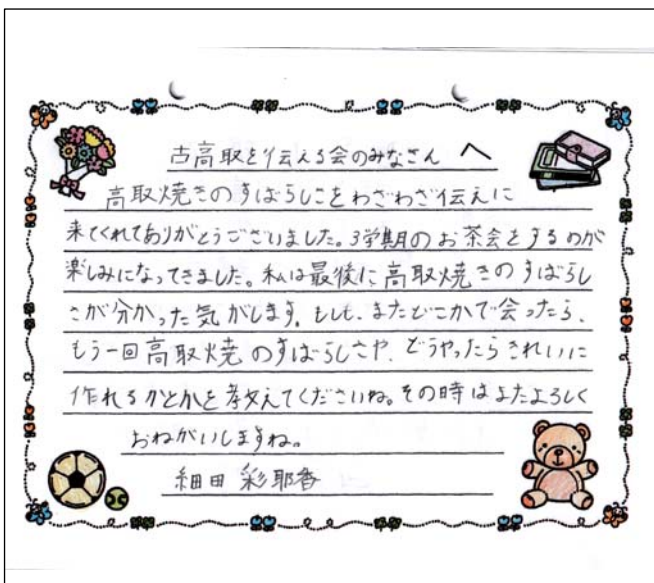 古高取を伝える会のみなさん へ
高取焼きのすばらしさをわざわざ伝えに
来てくれてありがとうございました。3学期のお茶会をするのが
楽しみになってきました。私は最後に高取焼きのすばらし
さが分かった気がします。もしも、またどこかで会ったら、
もう一回高取焼のすばらしさや、どうやったらきれいに
作れるかとかを教えてくださいね。その時はまたよろしく
おねがいしますね。
細田 彩耶香